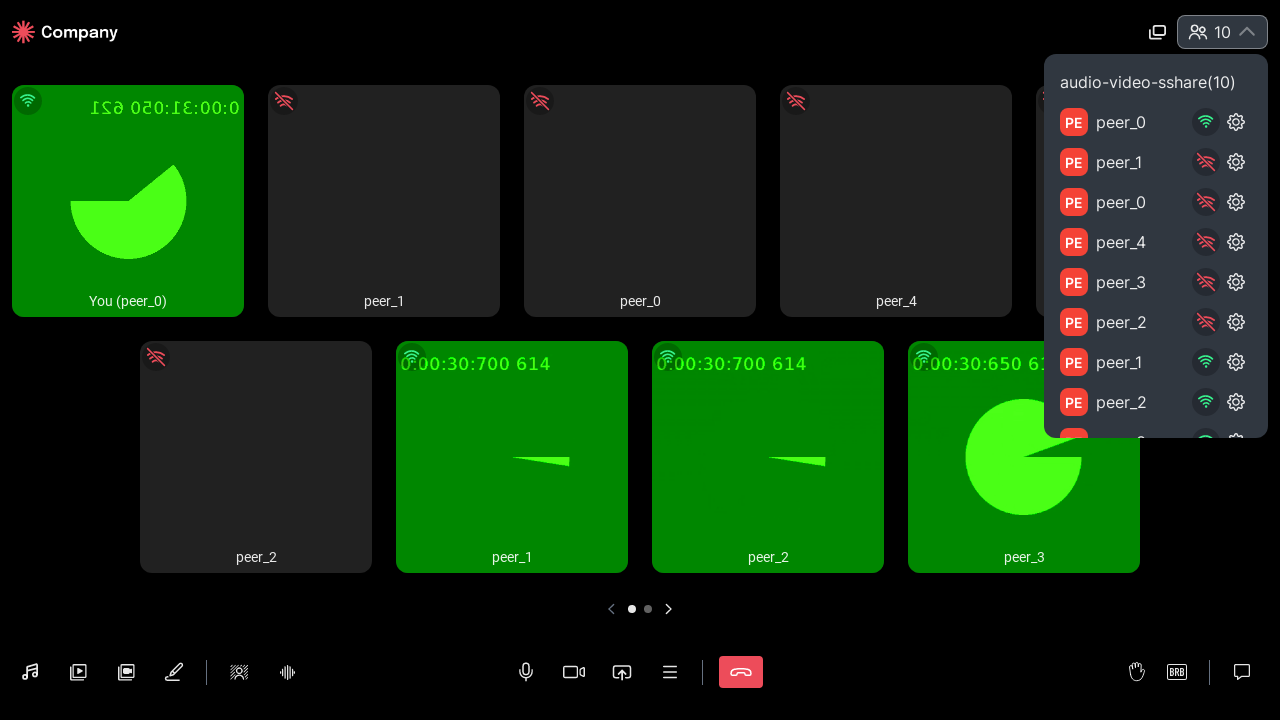 Company
10
audio-video-sshare(10)
PE peer_0
PE peer_1
PE peer_0
PE peer_4
PE peer_3
PE peer_2
PE peer_1
PE peer_2
0:00:31:050 621
You (peer_0)
peer_1
peer_0
peer_4
0:00:30:700 614
0:00:30:700 614
0:00:30:650
peer_2
peer_1
peer_2
peer_3
BRB